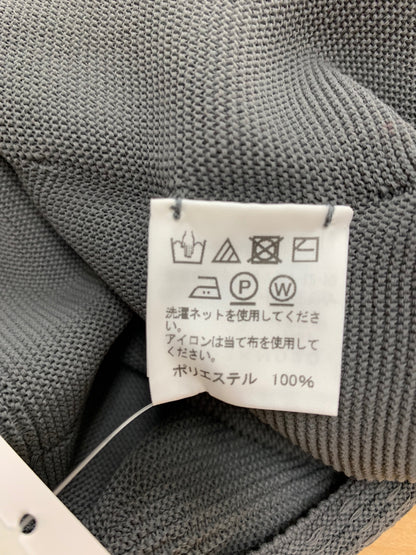 P W
洗濯ネットを使用してくださ
い。
アイロンは当て布を使用して
ください。
ポリエステル 100%